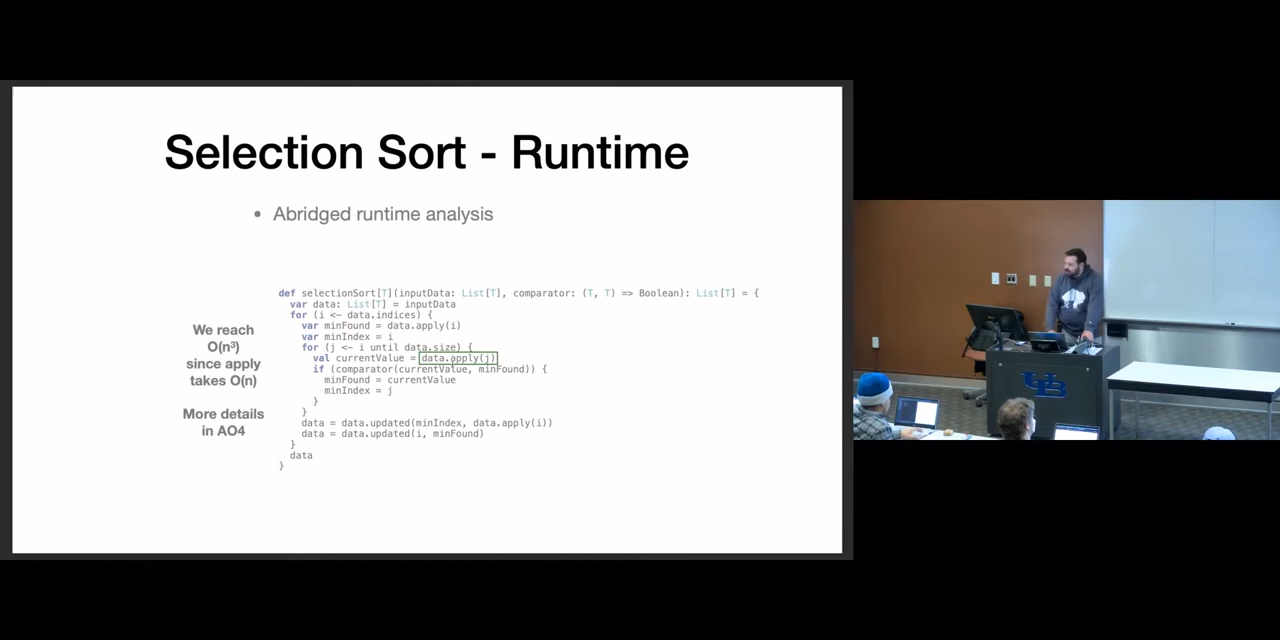 Selection Sort - Runtime
• Abridged runtime analysis
We reach
O(n³)
since apply
takes O(n)
More details
in AO4
def selectionSort[T](inputData: List[T], comparator: (T, T) => Boolean): List[T] = {
var data: List[T] = inputData
for (i <- data.indices) {
var minFound = data.apply(i)
var minIndex = i
for (j <- i until data.size) {
val currentValue = data.apply(j)
if (comparator(currentValue, minFound)) {
minFound = currentValue
minIndex = j
}
}
data = data.updated(minIndex, data.apply(i))
data = data.updated(i, minFound)
}
data
}
UB